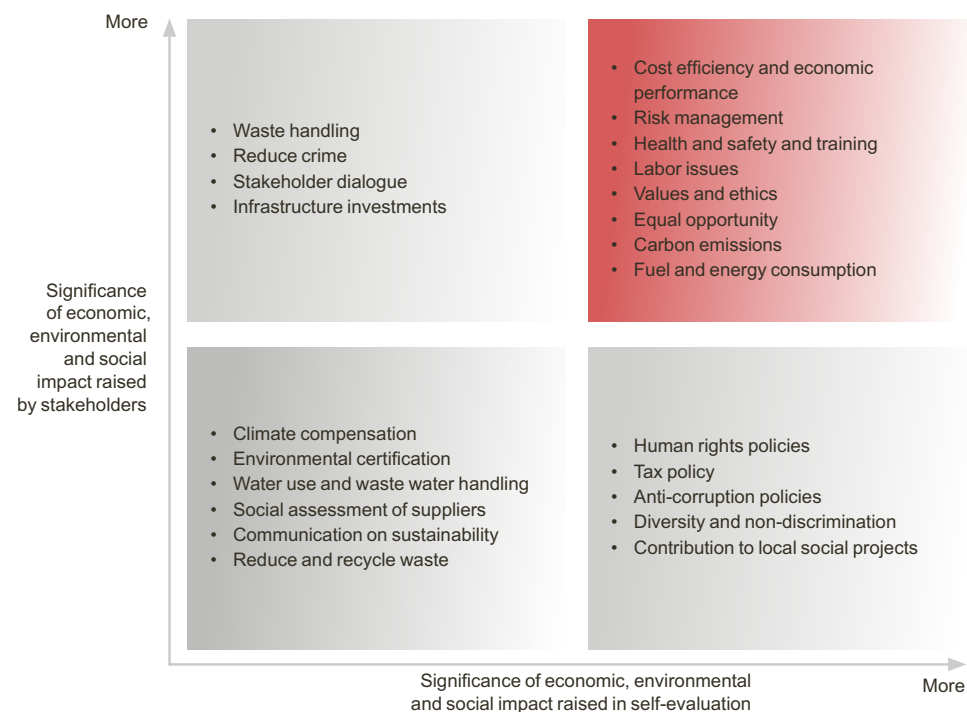 More
• Waste handling
• Reduce crime
• Stakeholder dialogue
• Infrastructure investments
• Cost efficiency and economic
performance
• Risk management
• Health and safety and training
• Labor issues
• Values and ethics
• Equal opportunity
• Carbon emissions
• Fuel and energy consumption
Significance
of economic,
environmental
and social
impact raised
by stakeholders
• Climate compensation
• Environmental certification
• Water use and waste water handling
• Social assessment of suppliers
• Communication on sustainability
• Reduce and recycle waste
• Human rights policies
• Tax policy
• Anti-corruption policies
• Diversity and non-discrimination
• Contribution to local social projects
Significance of economic, environmental
and social impact raised in self-evaluation
More